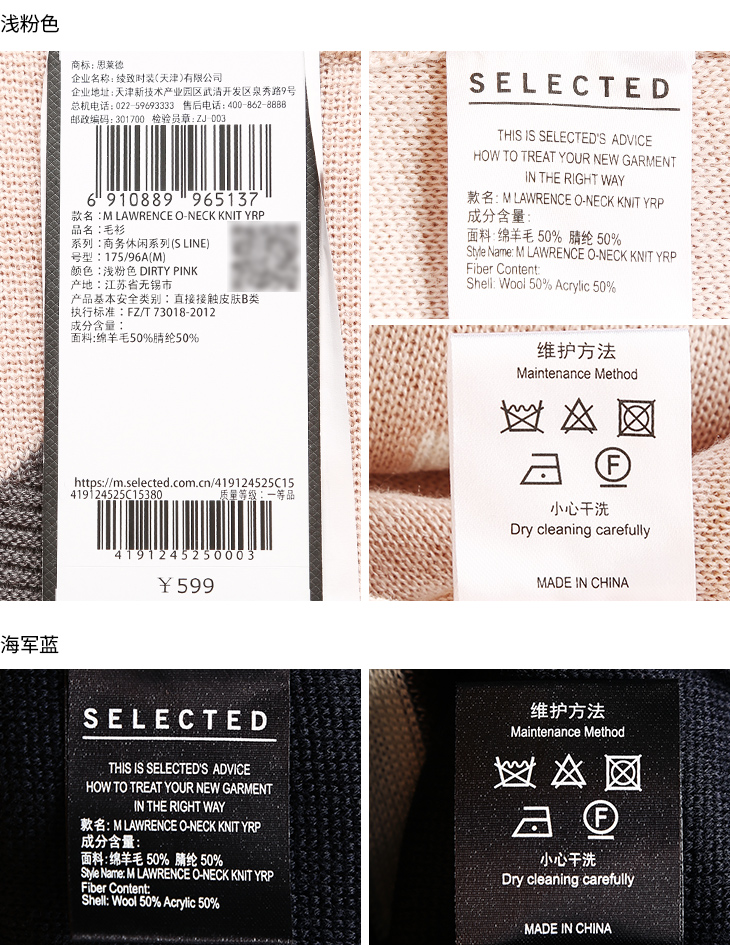 浅粉色
商标: 思莱德
企业名称: 绫致时装(天津)有限公司
企业地址: 天津新技术产业园区武清开发区泉秀路9号
总机电话: 022-59693333 售后电话: 400-862-8888
邮政编码: 301700 检验员章: ZJ-003
6 910889 965137
款名：M LAWRENCE O-NECK KNIT YRP
品名：毛衫
系列：商务休闲系列(S LINE)
号型：175/96A(M)
颜色：浅粉色 DIRTY PINK
产地：江苏省无锡市
产品基本安全类别：直接接触皮肤B类
执行标准：FZ/T 73018-2012
成分含量：
面料:绵羊毛50%腈纶50%
https://m.selected.com.cn/419124525C15
419124525C15380 质量等级：一等品
4191245250003
￥599
SELECTED
THIS IS SELECTED'S ADVICE
HOW TO TREAT YOUR NEW GARMENT
IN THE RIGHT WAY
款名: M LAWRENCE O-NECK KNIT YRP
成分含量:
面料: 绵羊毛 50% 腈纶 50%
Style Name: M LAWRENCE O-NECK KNIT YRP
Fiber Content:
Shell: Wool 50% Acrylic 50%
维护方法
Maintenance Method
F
小心干洗
Dry cleaning carefully
MADE IN CHINA
海军蓝
SELECTED
THIS IS SELECTED'S ADVICE
HOW TO TREAT YOUR NEW GARMENT
IN THE RIGHT WAY
款名: M LAWRENCE O-NECK KNIT YRP
成分含量:
面料: 绵羊毛 50% 腈纶 50%
Style Name: M LAWRENCE O-NECK KNIT YRP
Fiber Content:
Shell: Wool 50% Acrylic 50%
维护方法
Maintenance Method
F
小心干洗
Dry cleaning carefully
MADE IN CHINA